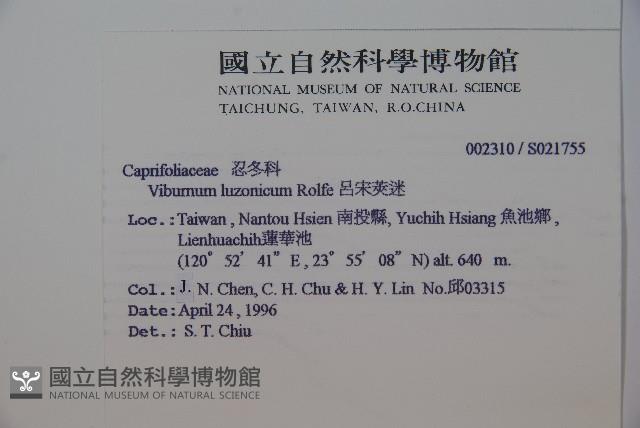 國立自然科學博物館
NATIONAL MUSEUM OF NATURAL SCIENCE
TAICHUNG, TAIWAN, R.O.CHINA
002310 / S021755
Caprifoliaceae 忍冬科
Viburnum luzonicum Rolfe 呂宋莢迷
Loc.:Taiwan , Nantou Hsien 南投縣, Yuchih Hsiang 魚池鄉 ,
Lienhuachih蓮華池
(120° 52' 41" E , 23° 55' 08" N) alt. 640 m.
Col.: J. N. Chen, C. H. Chu & H. Y. Lin No.邱03315
Date:April 24 , 1996
Det.: S. T. Chiu
國立自然科學博物館
NATIONAL MUSEUM OF NATURAL SCIENCE